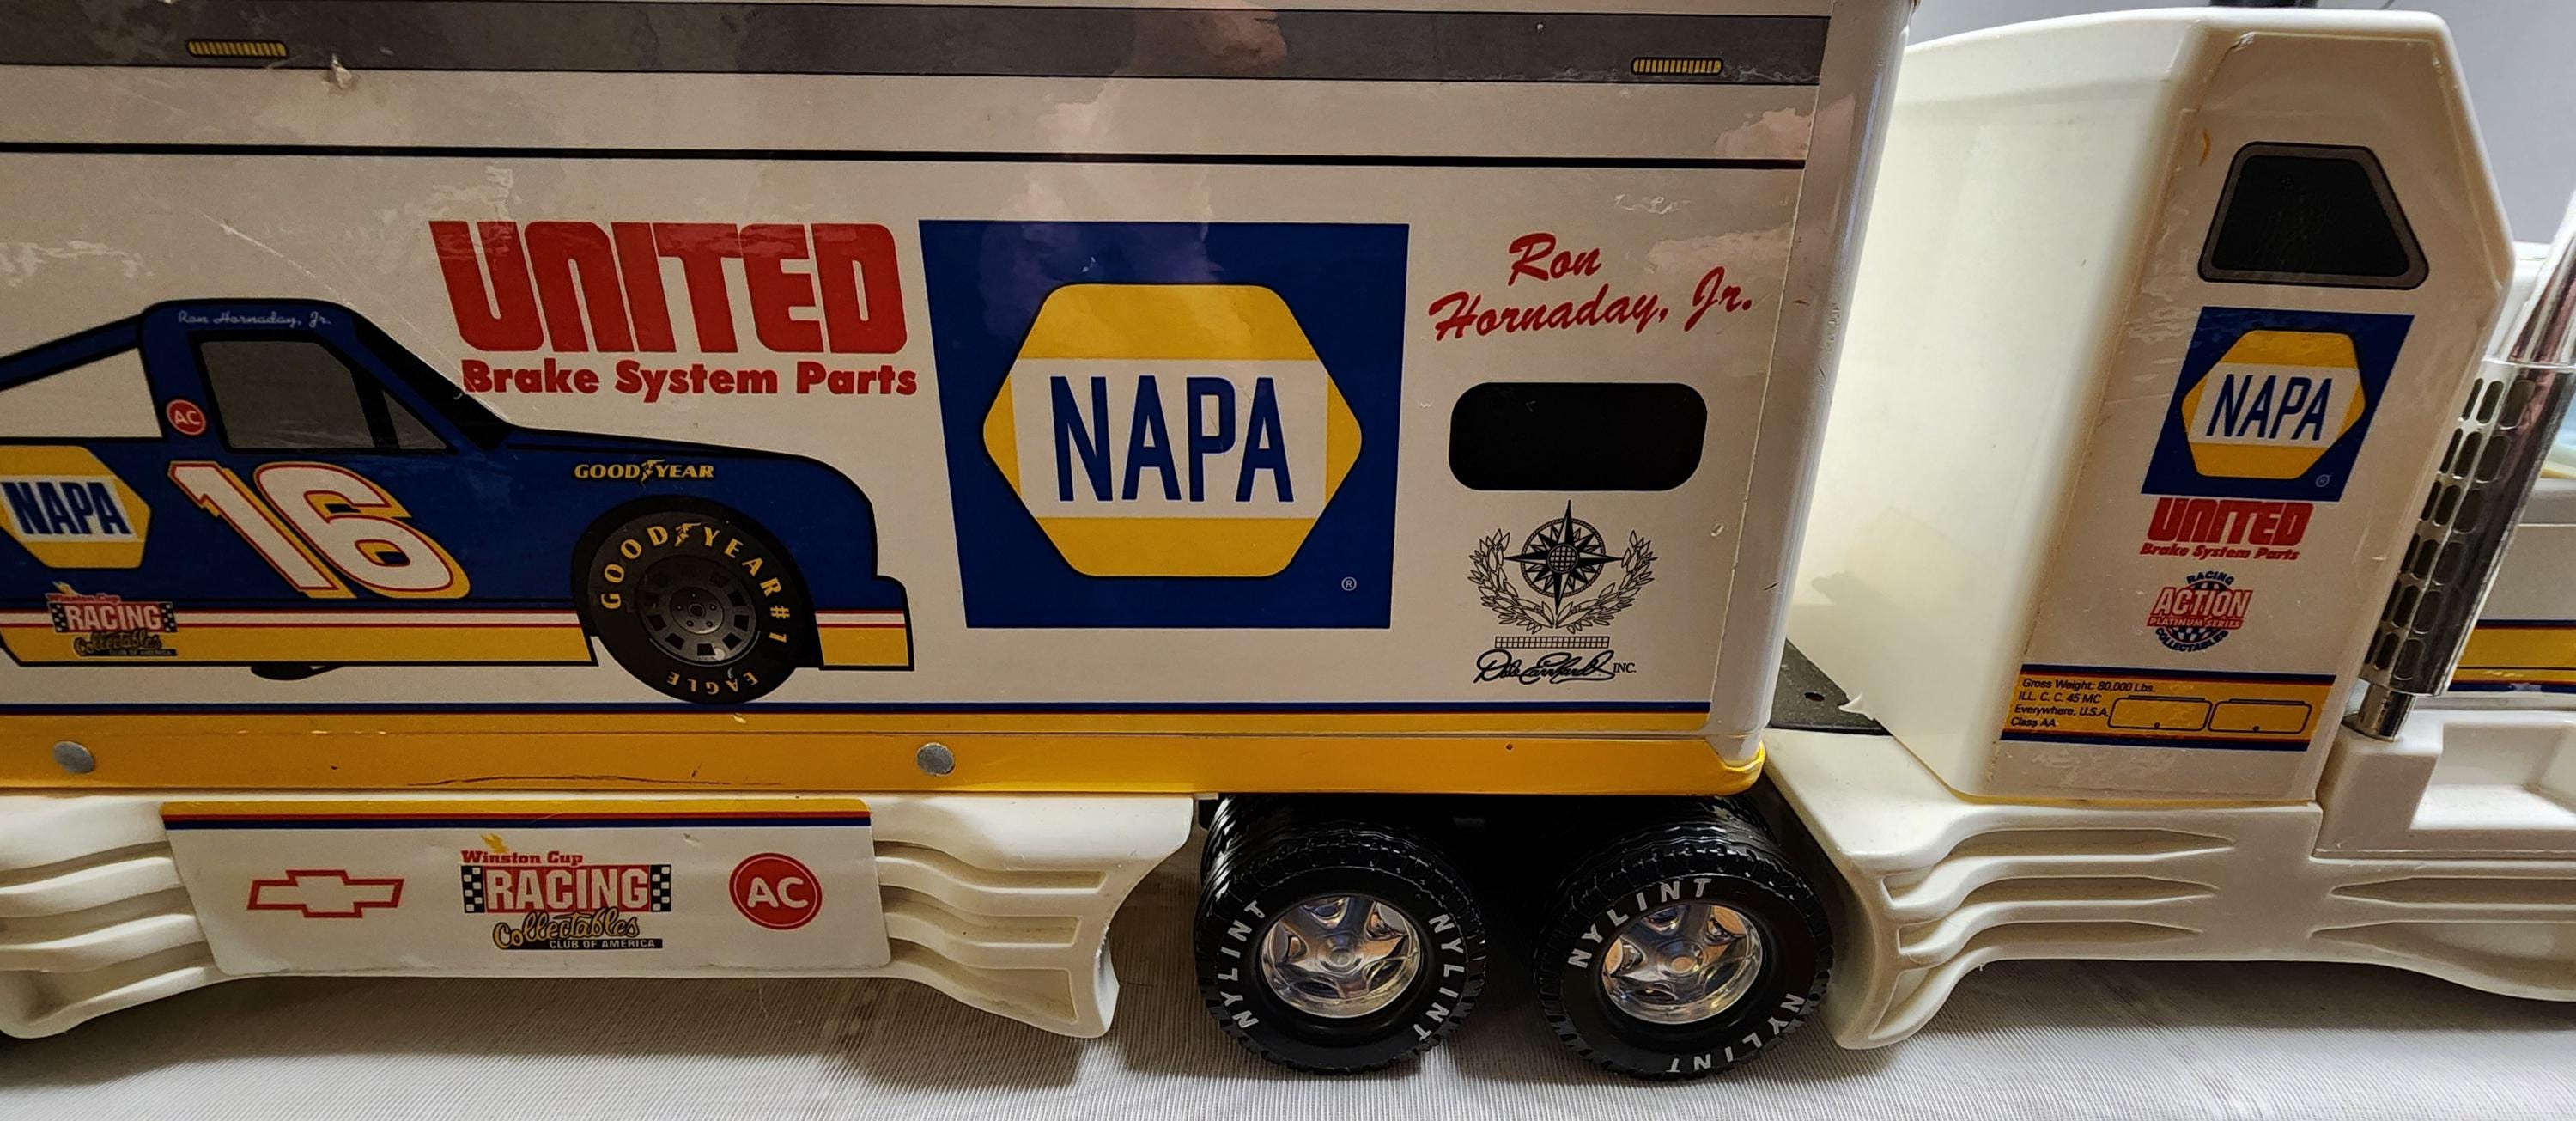 UNITED
Brake System Parts
NAPA
®
Ron
Hornaday, Jr.
Ron Hornaday, Jr.
AC
NAPA
16
GOODYEAR
GOODYEAR #1
EAGLE
Winston Cup
RACING
Collectables
CLUB OF AMERICA
Dale Earnhardt INC.
NAPA
®
UNITED
Brake System Parts
RACING
ACTION
PLATINUM SERIES
COLLECTABLES
Gross Weight: 80,000 Lbs.
ILL. C. C. 45 MC
Everywhere, U.S.A.
Class AA
Winston Cup
RACING
Collectables
CLUB OF AMERICA
AC
NYLINT
NYLINT
NYLINT
NYLINT